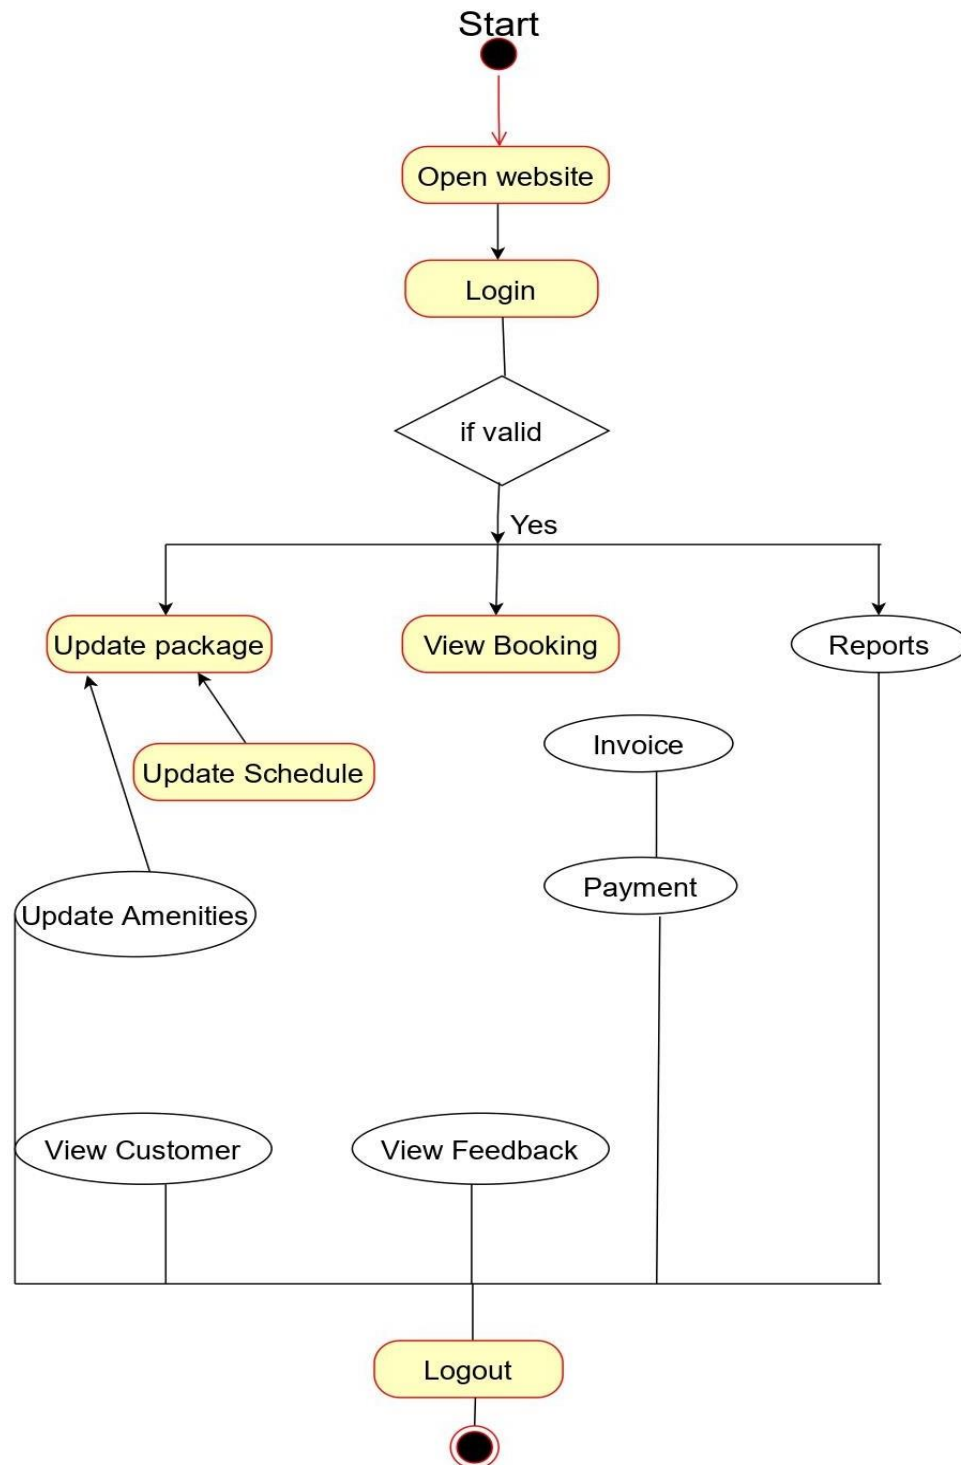 Start
Open website
Login
if valid
Yes
Update package
View Booking
Reports
Invoice
Update Schedule
Payment
Update Amenities
View Customer
View Feedback
Logout